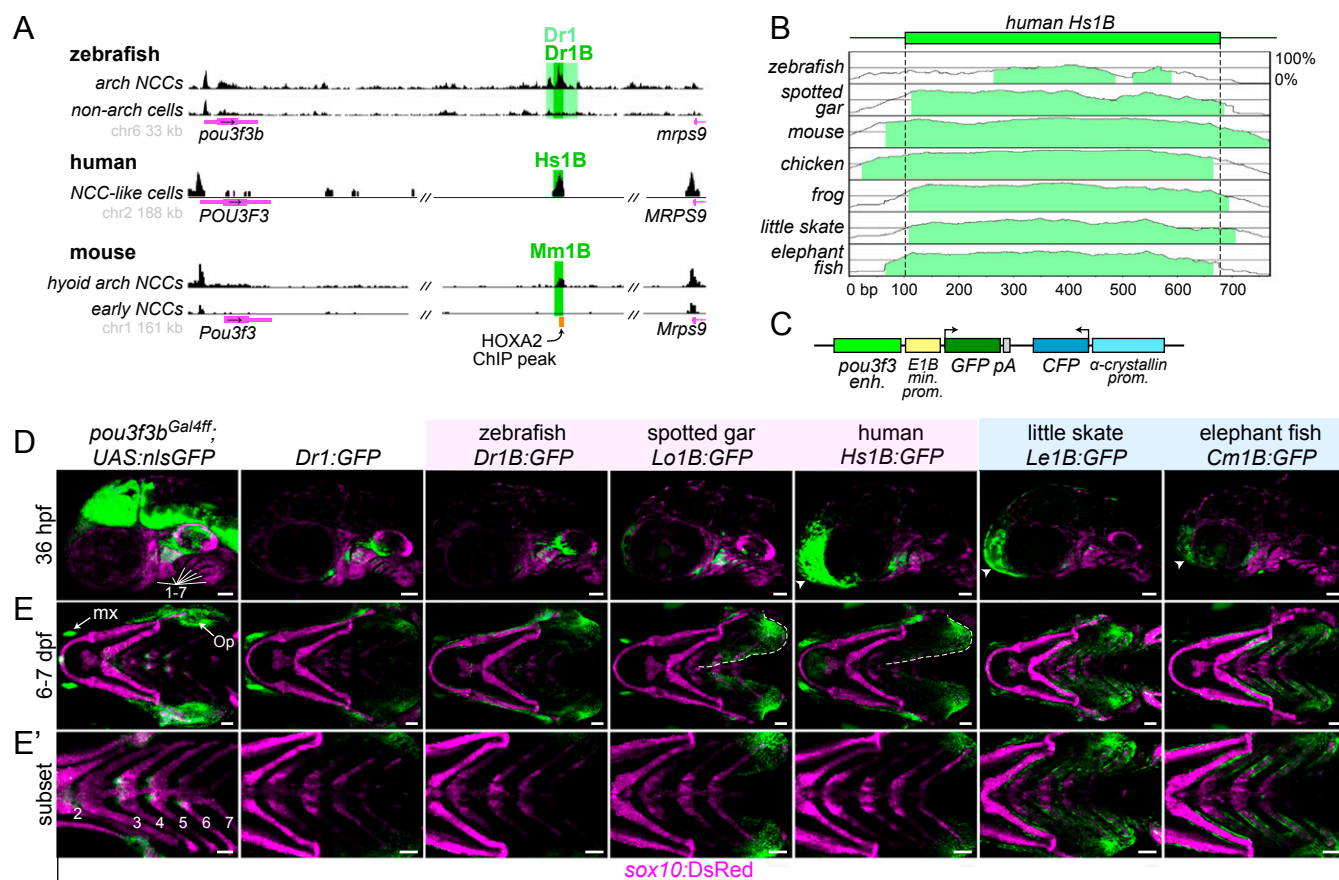 A
zebrafish
Dr1
Dr1B
arch NCCs
non-arch cells
chr6 33 kb
pou3f3b
mrps9
human
Hs1B
NCC-like cells
//
//
chr2 188 kb
POU3F3
MRPS9
mouse
Mm1B
hyoid arch NCCs
//
//
early NCCs
//
//
chr1 161 kb
Pou3f3
Mrps9
HOXA2
ChIP peak
B
human Hs1B
zebrafish
100%
0%
spotted
gar
mouse
chicken
frog
little skate
elephant
fish
0 bp 100 200 300 400 500 600 700
C
pou3f3
enh.
E1B
min.
prom.
GFP pA
CFP
α-crystallin
prom.
D
pou3f3b^Gal4ff;
UAS:nlsGFP
Dr1:GFP
zebrafish
Dr1B:GFP
spotted gar
Lo1B:GFP
human
Hs1B:GFP
little skate
Le1B:GFP
elephant fish
Cm1B:GFP
36 hpf
1-7
E
6-7 dpf
mx
Op
E'
subset
2 3 4 5 6 7
sox10:DsRed